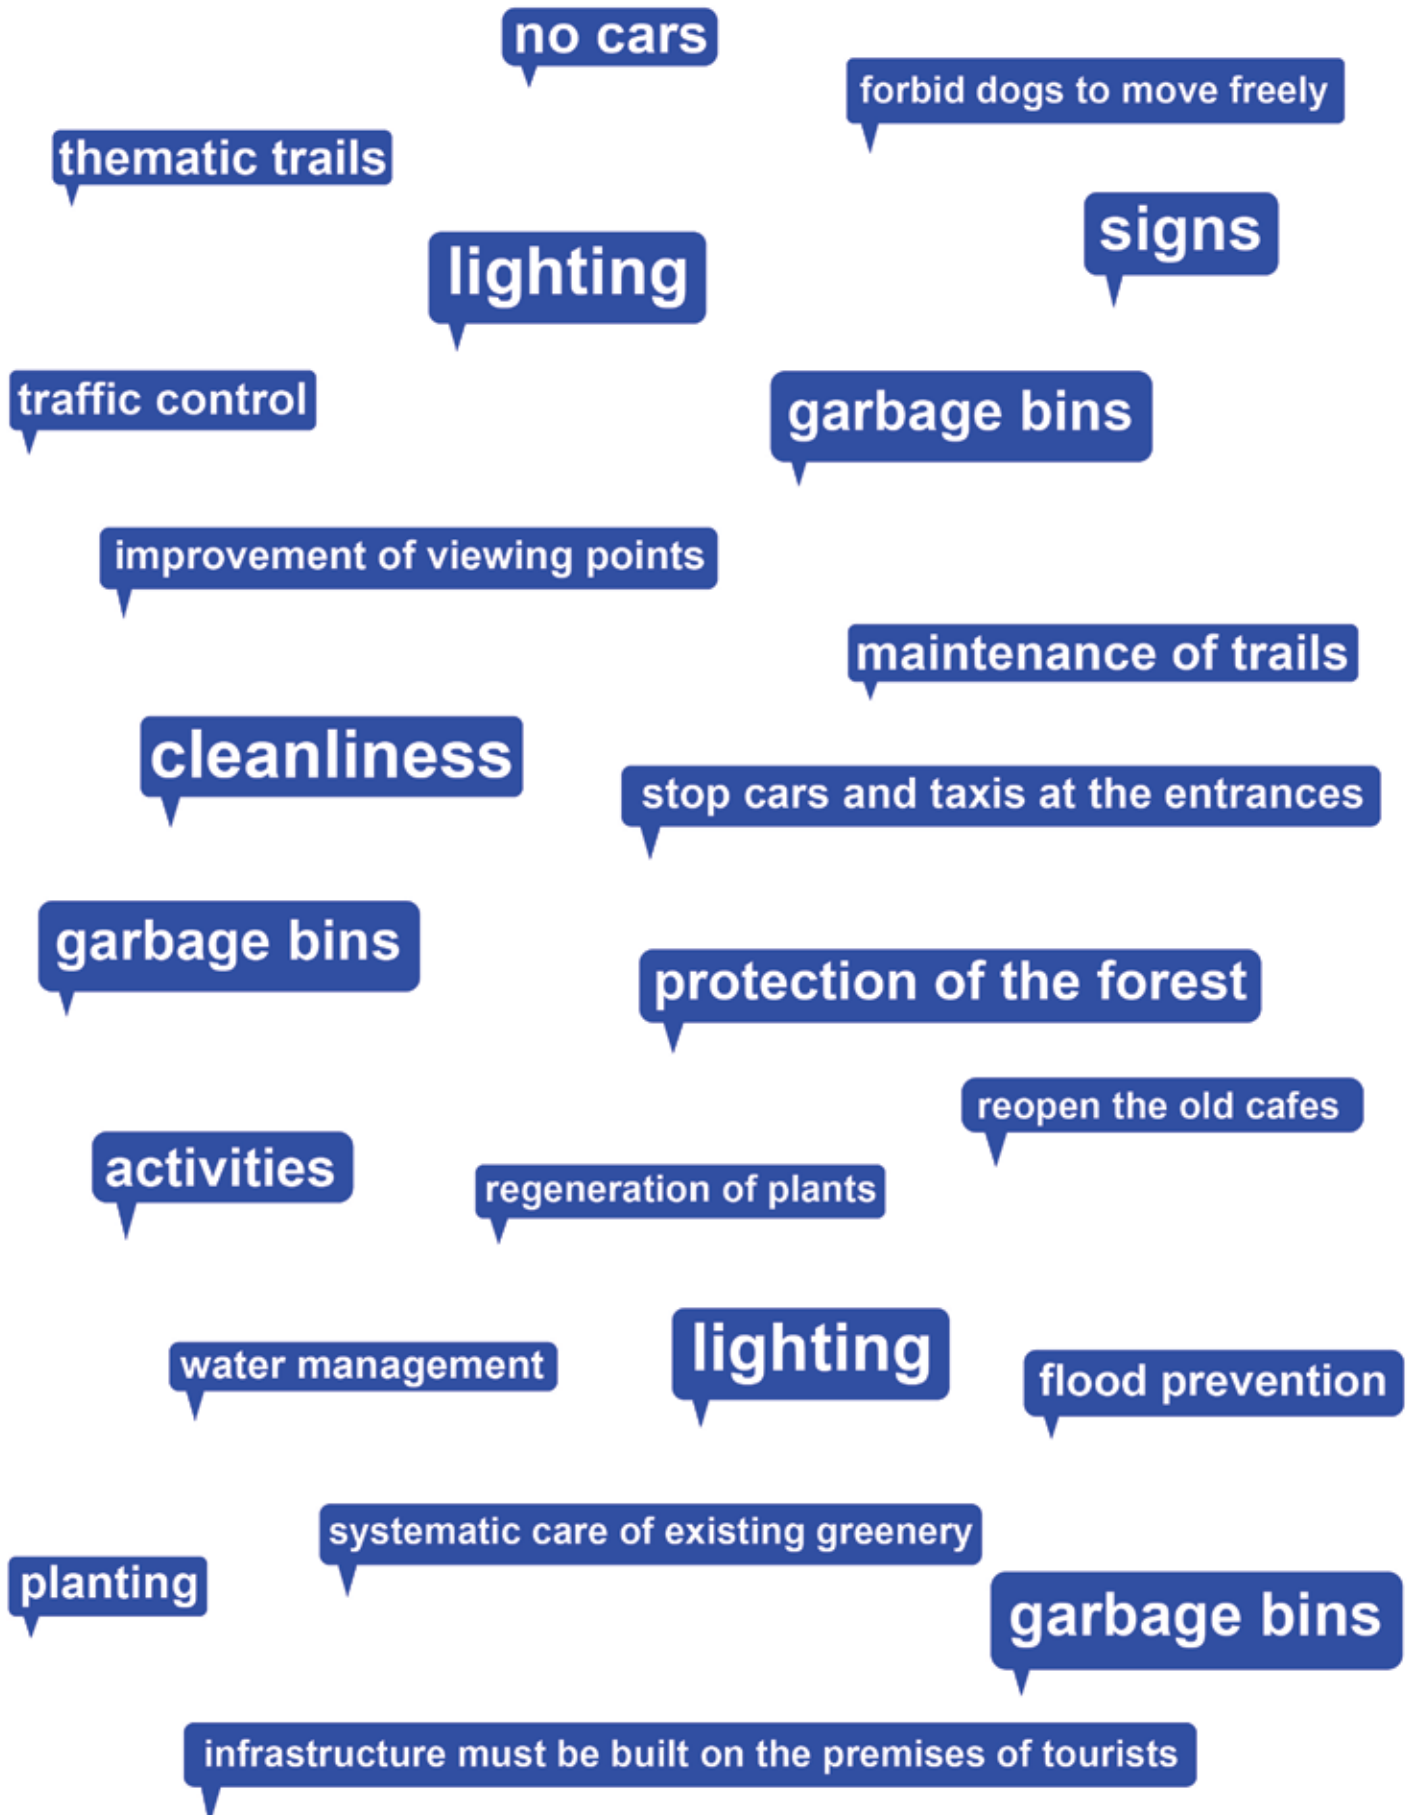 no cars
forbid dogs to move freely
thematic trails
signs
lighting
traffic control
garbage bins
improvement of viewing points
maintenance of trails
cleanliness
stop cars and taxis at the entrances
garbage bins
protection of the forest
reopen the old cafes
activities
regeneration of plants
lighting
water management
flood prevention
systematic care of existing greenery
planting
garbage bins
infrastructure must be built on the premises of tourists